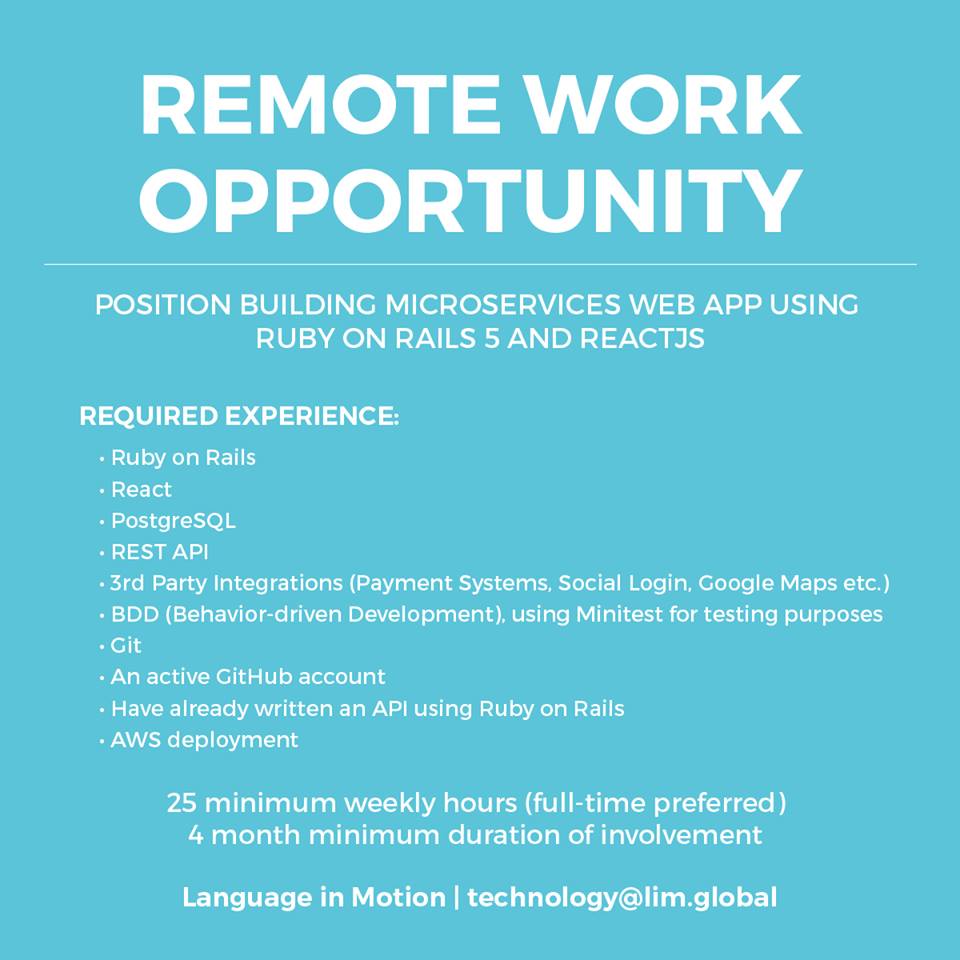 REMOTE WORK
OPPORTUNITY
POSITION BUILDING MICROSERVICES WEB APP USING
RUBY ON RAILS 5 AND REACTJS
REQUIRED EXPERIENCE:
• Ruby on Rails
• React
• PostgreSQL
• REST API
• 3rd Party Integrations (Payment Systems, Social Login, Google Maps etc.)
• BDD (Behavior-driven Development), using Minitest for testing purposes
• Git
• An active GitHub account
• Have already written an API using Ruby on Rails
• AWS deployment
25 minimum weekly hours (full-time preferred)
4 month minimum duration of involvement
Language in Motion | technology@lim.global